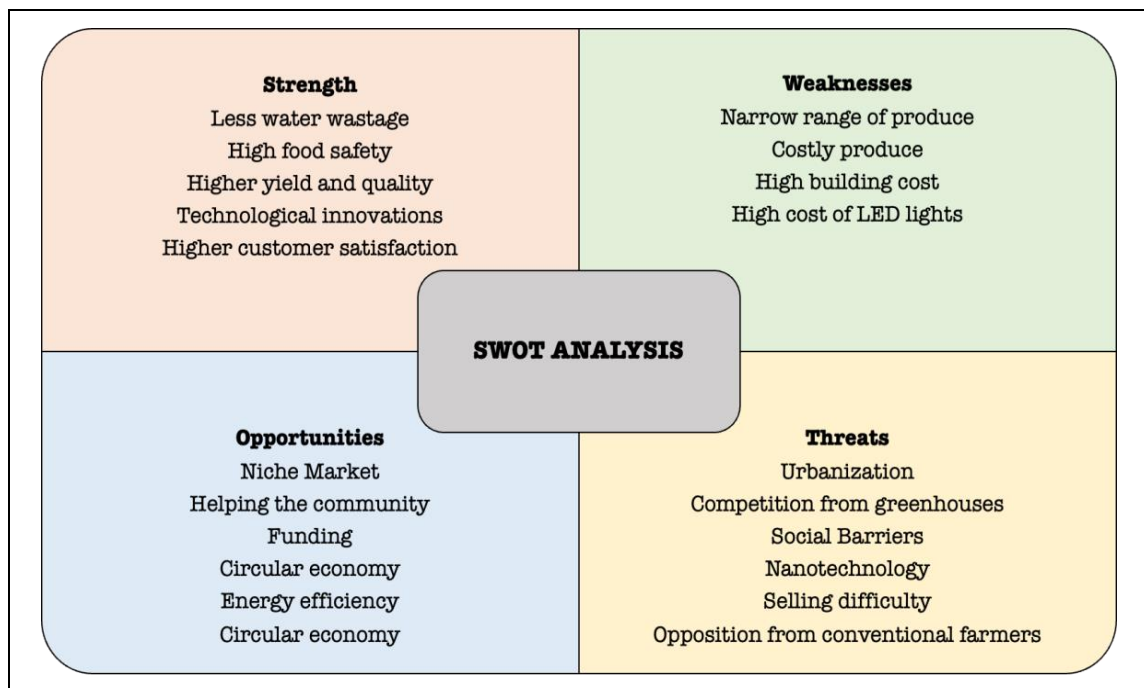 Strength
Less water wastage
High food safety
Higher yield and quality
Technological innovations
Higher customer satisfaction
Weaknesses
Narrow range of produce
Costly produce
High building cost
High cost of LED lights
SWOT ANALYSIS
Opportunities
Niche Market
Helping the community
Funding
Circular economy
Energy efficiency
Circular economy
Threats
Urbanization
Competition from greenhouses
Social Barriers
Nanotechnology
Selling difficulty
Opposition from conventional farmers